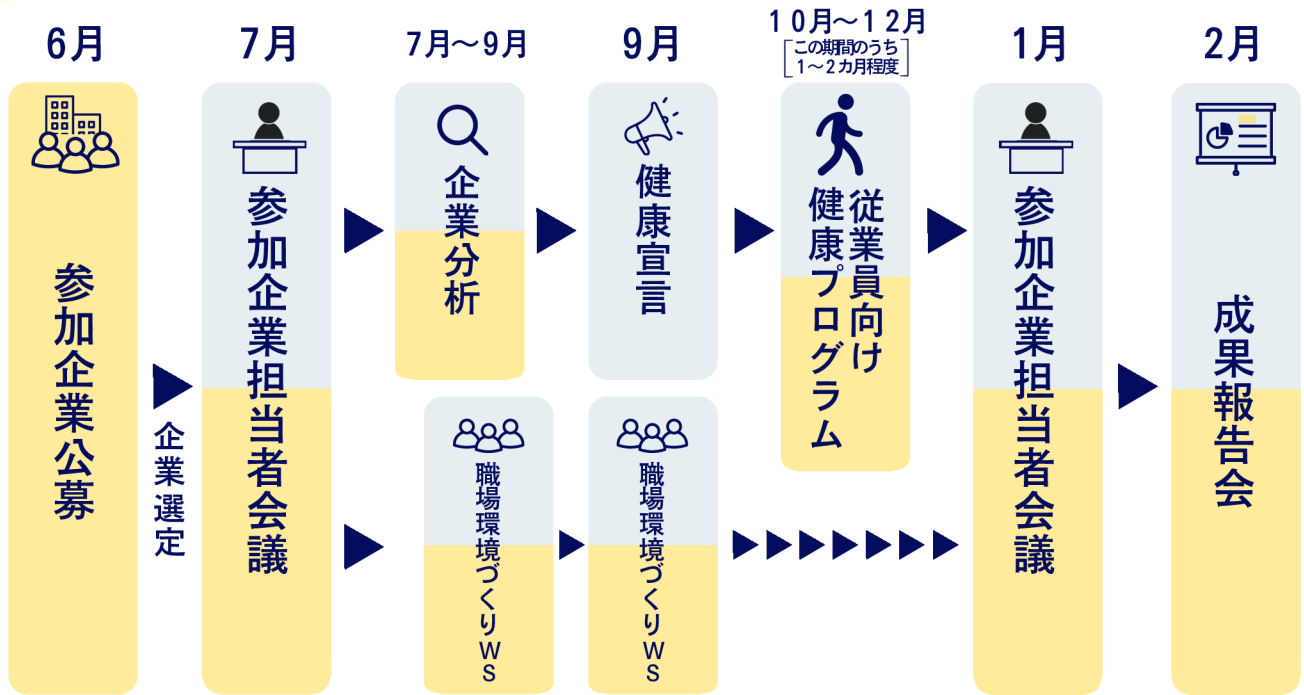 6月
参加企業公募
企業選定
7月
参加企業担当者会議
7月～9月
企業分析
職場環境づくりWS
9月
健康宣言
職場環境づくりWS
10月～12月
この期間のうち
1～2カ月程度
従業員向け
健康プログラム
1月
参加企業担当者会議
2月
成果報告会